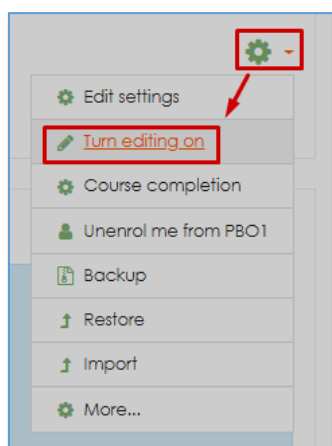 Edit settings
Turn editing on
Course completion
Unenrol me from PBO1
Backup
Restore
Import
More...